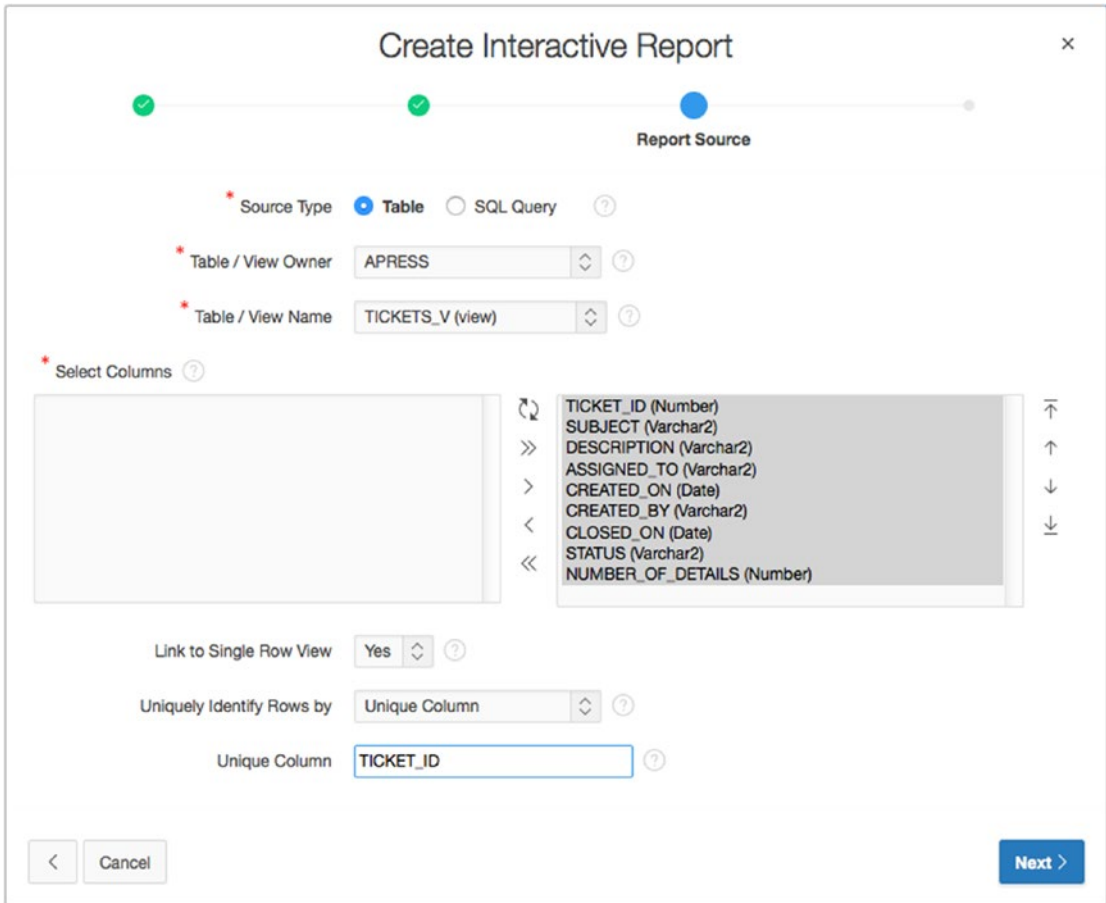 Create Interactive Report ×
Report Source
* Source Type Table SQL Query ?
* Table / View Owner APRESS ?
* Table / View Name TICKETS_V (view) ?
* Select Columns ?
TICKET_ID (Number)
SUBJECT (Varchar2)
DESCRIPTION (Varchar2)
ASSIGNED_TO (Varchar2)
CREATED_ON (Date)
CREATED_BY (Varchar2)
CLOSED_ON (Date)
STATUS (Varchar2)
NUMBER_OF_DETAILS (Number)
Link to Single Row View Yes ?
Uniquely Identify Rows by Unique Column ?
Unique Column TICKET_ID ?
< Cancel Next >